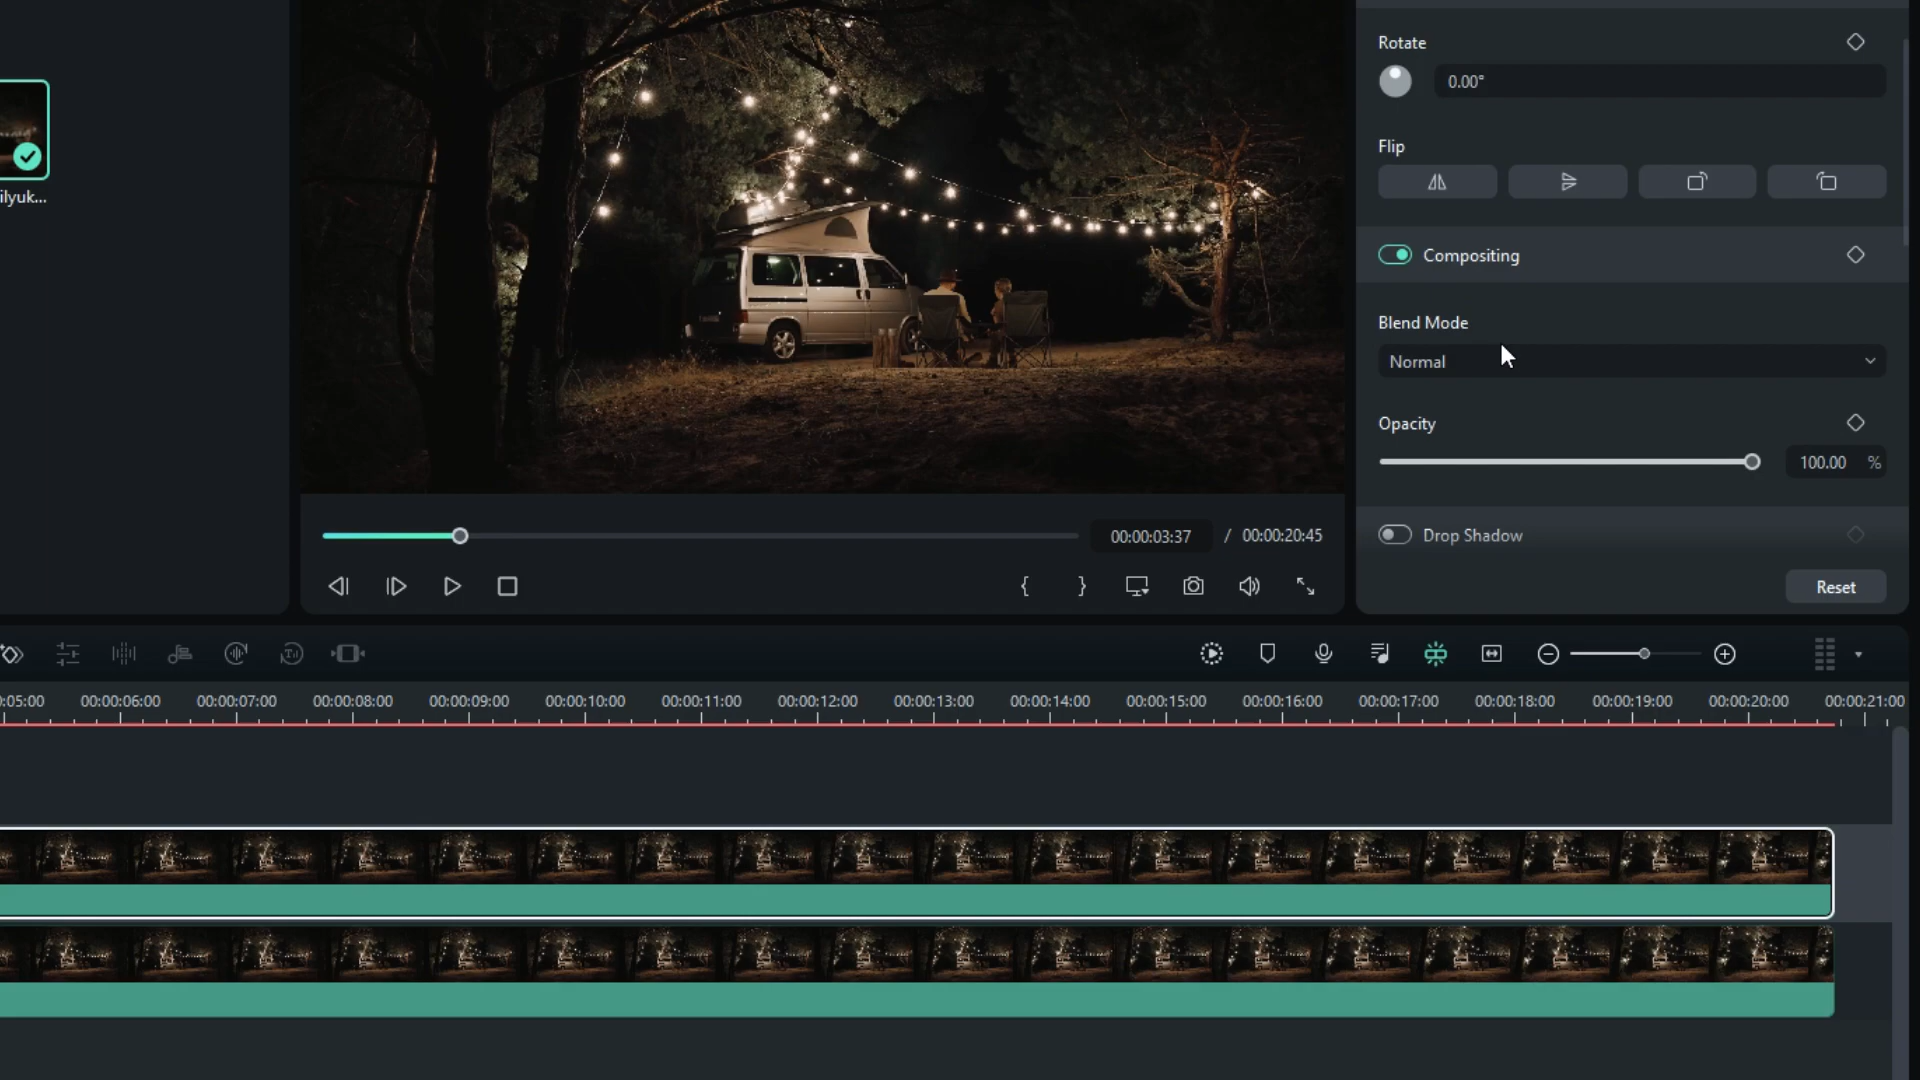 Rotate
0.00°
Flip
ilyuk...
Compositing
Blend Mode
Normal
Opacity
100.00 %
00:00:03:37 / 00:00:20:45
Drop Shadow
{ }
Reset
:05:00 00:00:06:00 00:00:07:00 00:00:08:00 00:00:09:00 00:00:10:00 00:00:11:00 00:00:12:00 00:00:13:00 00:00:14:00 00:00:15:00 00:00:16:00 00:00:17:00 00:00:18:00 00:00:19:00 00:00:20:00 00:00:21:00